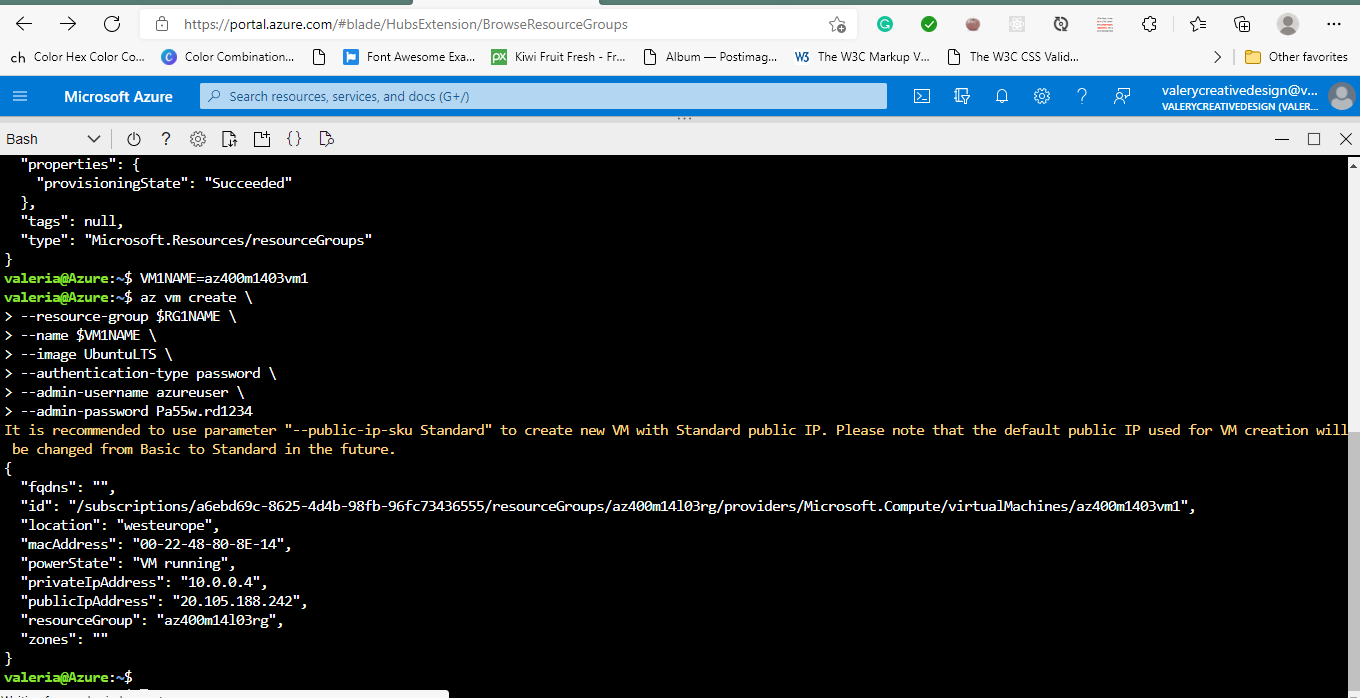 https://portal.azure.com/#blade/HubsExtension/BrowseResourceGroups
ch Color Hex Color Co... C Color Combination... Font Awesome Exa... px Kiwi Fruit Fresh - Fr... Album — Postimag... W3 The W3C Markup V... The W3C CSS Valid... Other favorites
Microsoft Azure Search resources, services, and docs (G+/) valerycreativedesign@v...
VALERYCREATIVEDESIGN (VALER...
Bash
"properties": {
"provisioningState": "Succeeded"
},
"tags": null,
"type": "Microsoft.Resources/resourceGroups"
}
valeria@Azure:~$ VM1NAME=az400m1403vm1
valeria@Azure:~$ az vm create \
> --resource-group $RG1NAME \
> --name $VM1NAME \
> --image UbuntuLTS \
> --authentication-type password \
> --admin-username azureuser \
> --admin-password Pa55w.rd1234
It is recommended to use parameter "--public-ip-sku Standard" to create new VM with Standard public IP. Please note that the default public IP used for VM creation will
be changed from Basic to Standard in the future.
{
"fqdns": "",
"id": "/subscriptions/a6ebd69c-8625-4d4b-98fb-96fc73436555/resourceGroups/az400m14l03rg/providers/Microsoft.Compute/virtualMachines/az400m1403vm1",
"location": "westeurope",
"macAddress": "00-22-48-80-8E-14",
"powerState": "VM running",
"privateIpAddress": "10.0.0.4",
"publicIpAddress": "20.105.188.242",
"resourceGroup": "az400m14l03rg",
"zones": ""
}
valeria@Azure:~$